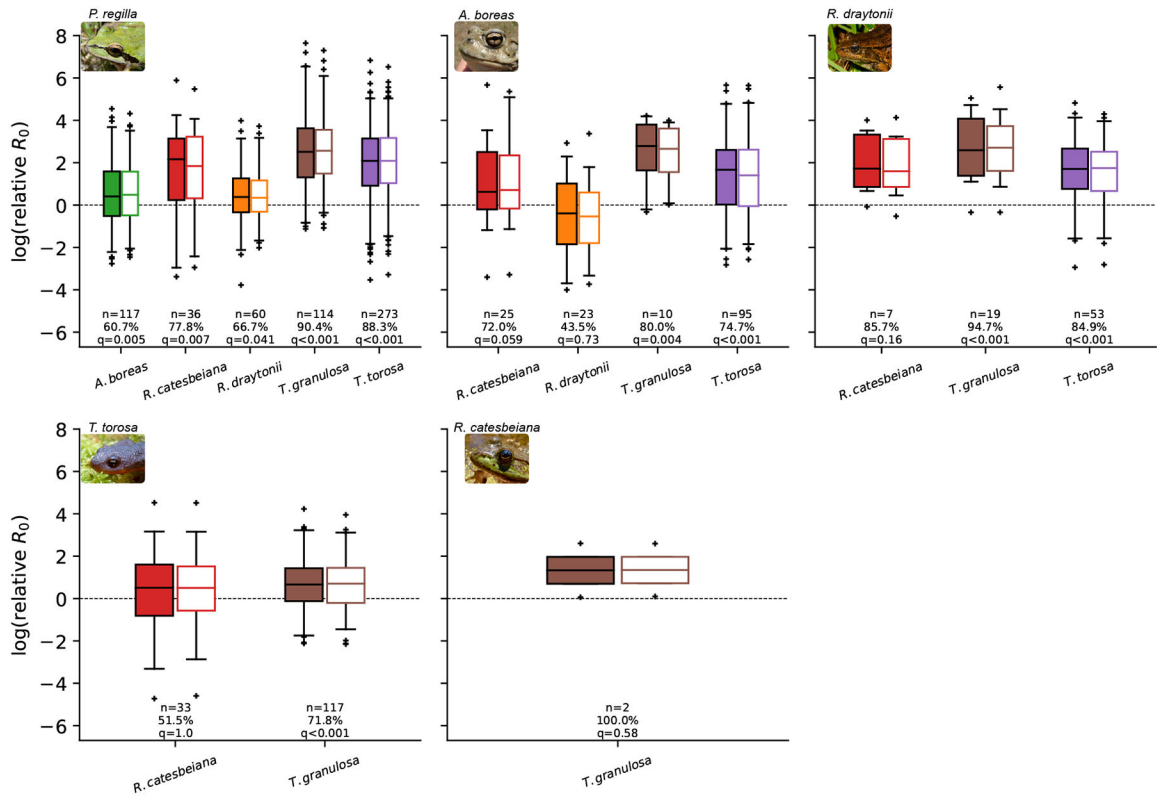 P. regilla
A. boreas
R. draytonii
log(relative R0)
8
6
4
2
0
−2
−4
−6
n=117
60.7%
q=0.005
n=36
77.8%
q=0.007
n=60
66.7%
q=0.041
n=114
90.4%
q<0.001
n=273
88.3%
q<0.001
A. boreas
R. catesbeiana
R. draytonii
T. granulosa
T. torosa
n=25
72.0%
q=0.059
n=23
43.5%
q=0.73
n=10
80.0%
q=0.004
n=95
74.7%
q<0.001
R. catesbeiana
R. draytonii
T. granulosa
T. torosa
n=7
85.7%
q=0.16
n=19
94.7%
q<0.001
n=53
84.9%
q<0.001
R. catesbeiana
T. granulosa
T. torosa
T. torosa
R. catesbeiana
log(relative R0)
8
6
4
2
0
−2
−4
−6
n=33
51.5%
q=1.0
n=117
71.8%
q<0.001
R. catesbeiana
T. granulosa
n=2
100.0%
q=0.58
T. granulosa